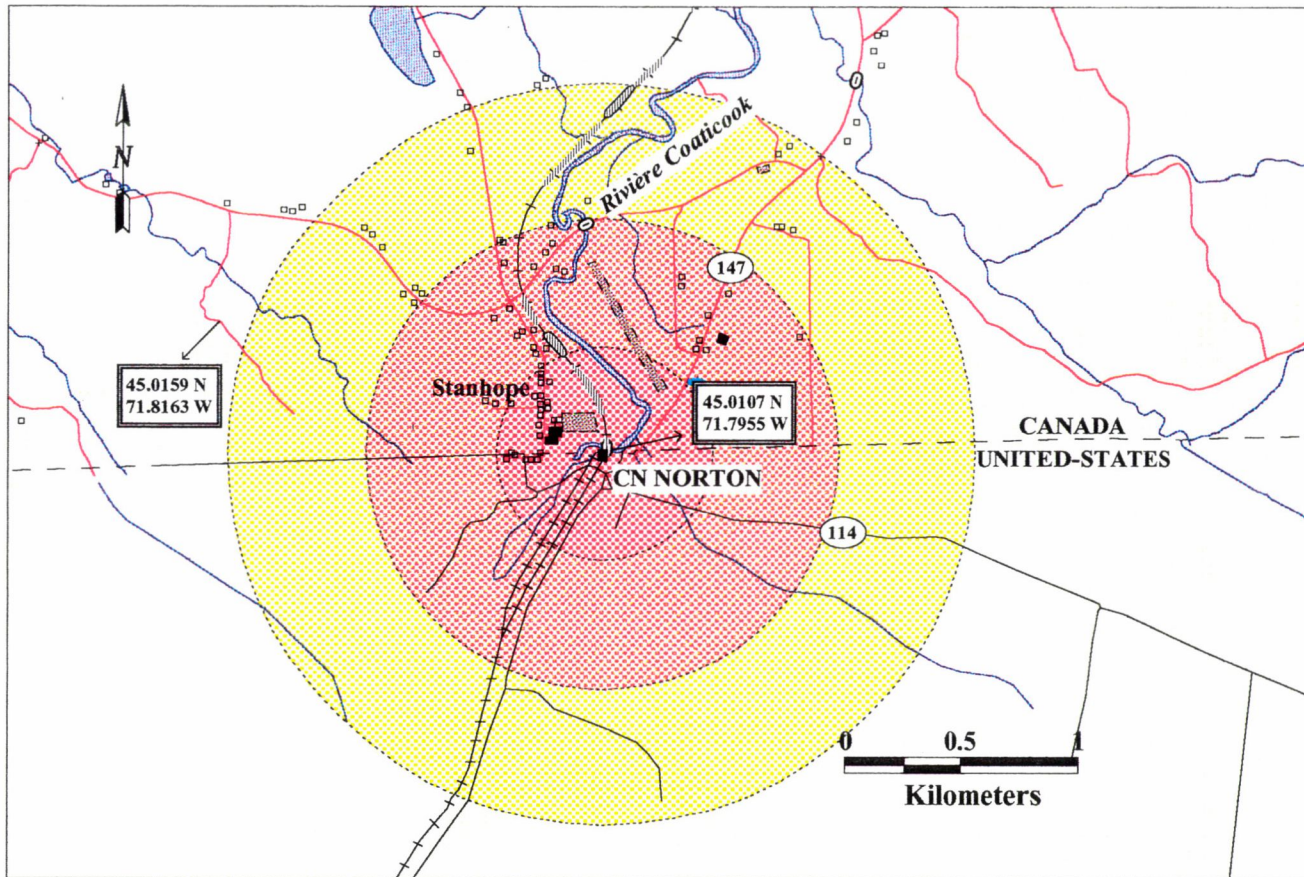 Rivière Coaticook
N
147
45.0159 N
71.8163 W
Stanhope
45.0107 N
71.7955 W
CANADA
UNITED-STATES
CN NORTON
114
0 0.5 1
Kilometers